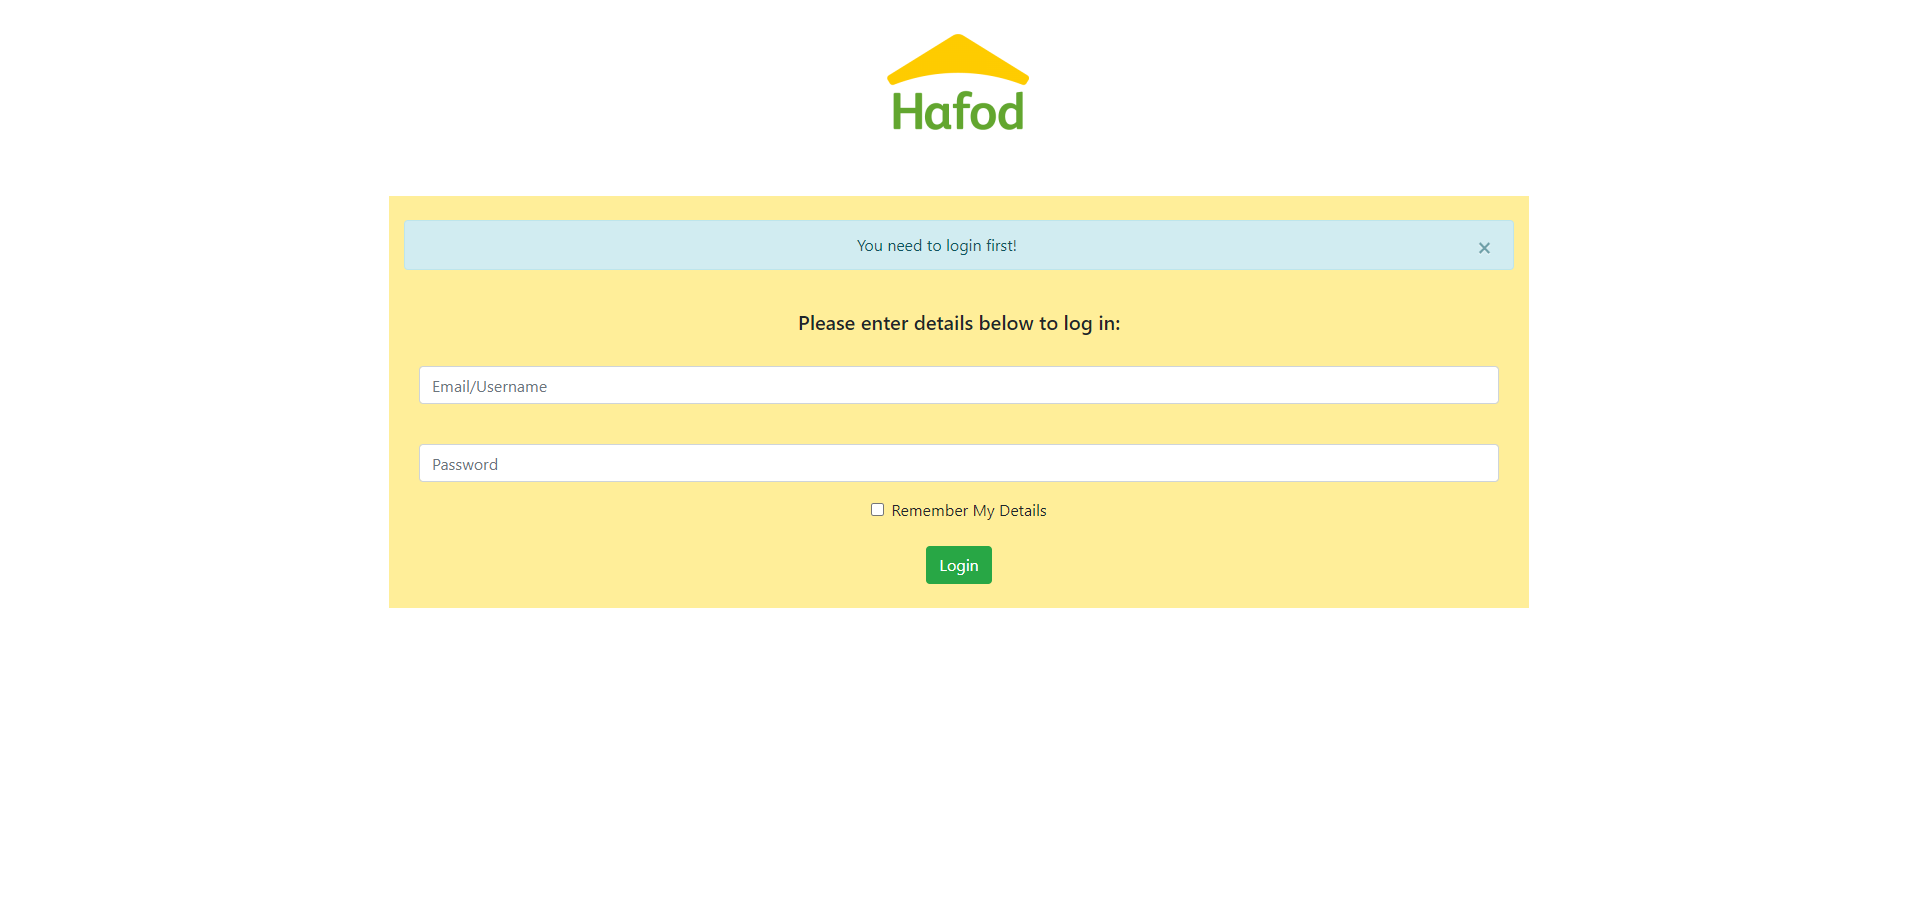 Hafod
You need to login first!
×
Please enter details below to log in:
Email/Username
Password
Remember My Details
Login